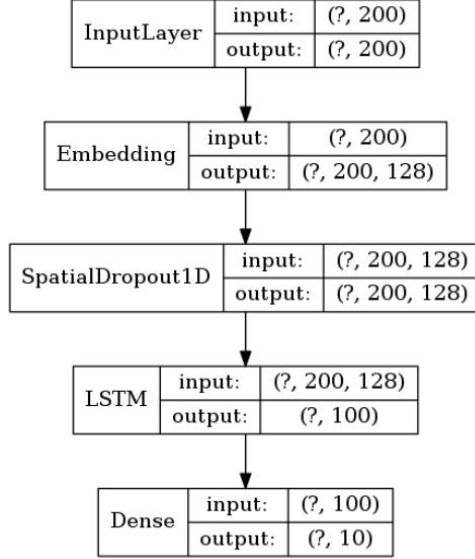 InputLayer
input: (?, 200)
output: (?, 200)
Embedding
input: (?, 200)
output: (?, 200, 128)
SpatialDropout1D
input: (?, 200, 128)
output: (?, 200, 128)
LSTM
input: (?, 200, 128)
output: (?, 100)
Dense
input: (?, 100)
output: (?, 10)